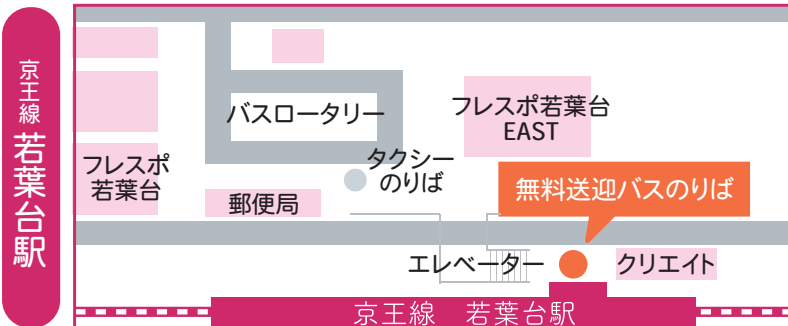 京王線 若葉台駅
バスロータリー
フレスポ若葉台
EAST
フレスポ
若葉台
タクシー
のりば
郵便局
無料送迎バスのりば
エレベーター
クリエイト
京王線 若葉台駅